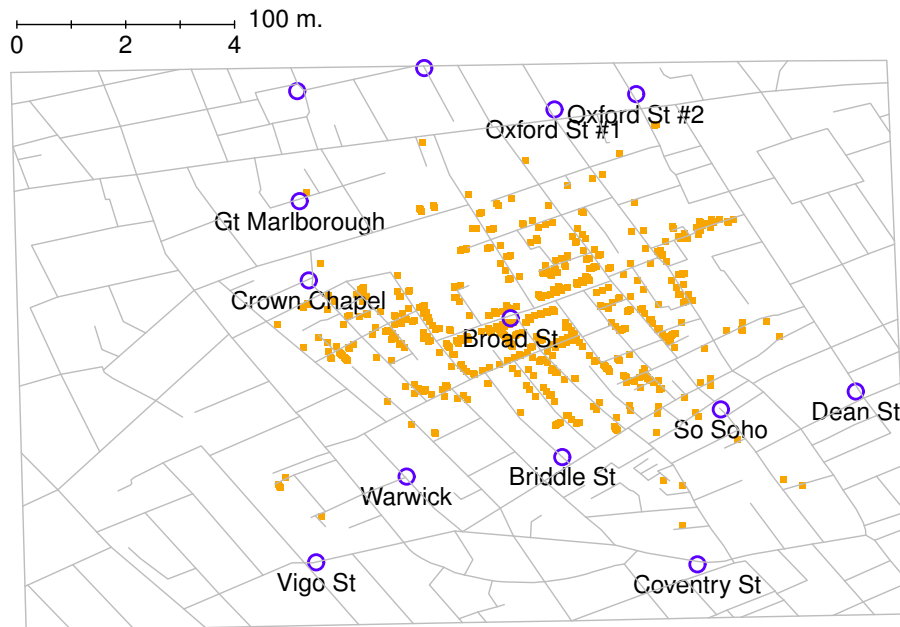 100 m.
0 2 4
Oxford St #2
Oxford St #1
Gt Marlborough
Crown Chapel
Broad St
Dean St
So Soho
Briddle St
Warwick
Vigo St
Coventry St